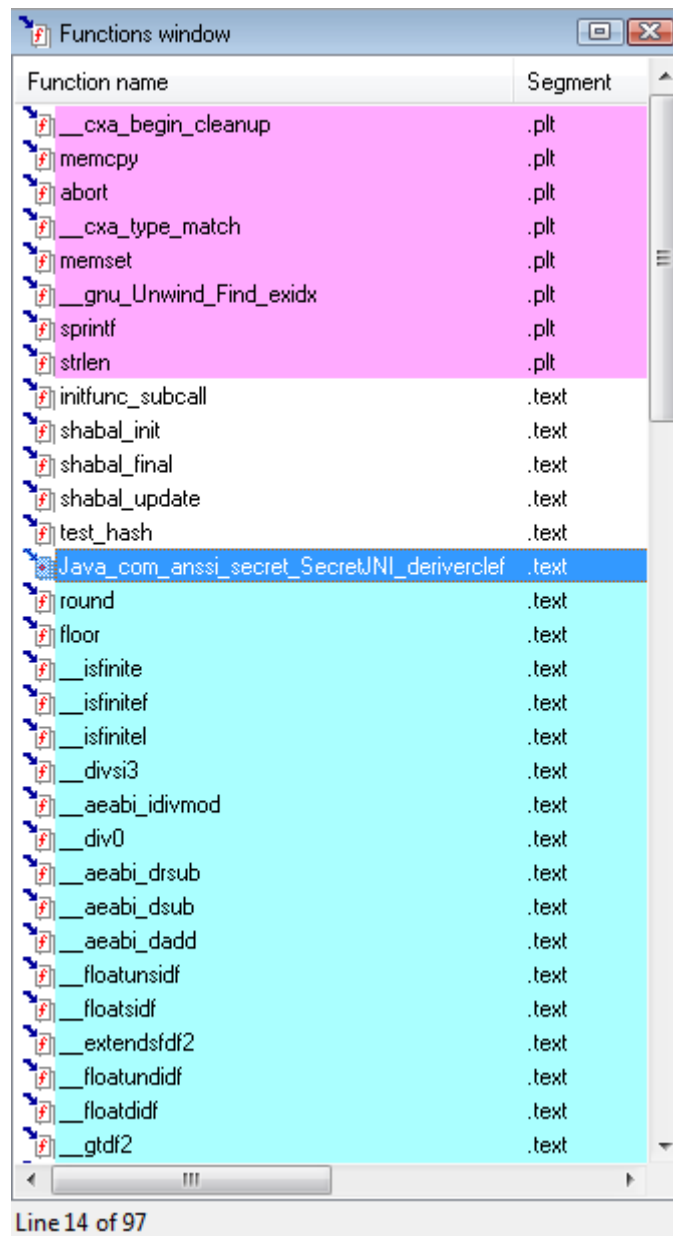 Functions window
Function name Segment
__cxa_begin_cleanup .plt
memcpy .plt
abort .plt
__cxa_type_match .plt
memset .plt
__gnu_Unwind_Find_exidx .plt
sprintf .plt
strlen .plt
initfunc_subcall .text
shabal_init .text
shabal_final .text
shabal_update .text
test_hash .text
Java_com_anssi_secret_SecretJNI_deriverclef .text
round .text
floor .text
__isfinite .text
__isfinitef .text
__isfinitel .text
__divsi3 .text
__aeabi_idivmod .text
__div0 .text
__aeabi_drsub .text
__aeabi_dsub .text
__aeabi_dadd .text
__floatunsidf .text
__floatsidf .text
__extendsfdf2 .text
__floatundidf .text
__floatdidf .text
__gtdf2 .text
Line 14 of 97